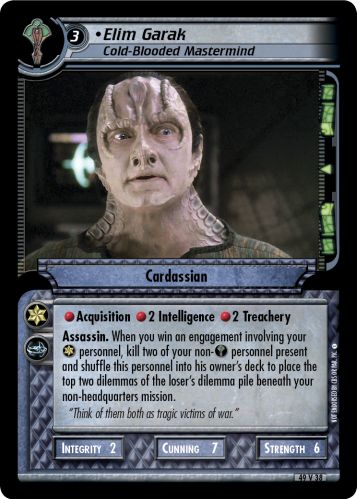 3
•Elim Garak
Cold-Blooded Mastermind
Cardassian
Acquisition 2 Intelligence 2 Treachery
Assassin. When you win an engagement involving your
personnel, kill two of your non- personnel present
and shuffle this personnel into his owner's deck to place the
top two dilemmas of the loser's dilemma pile beneath your
non-headquarters mission.
"Think of them both as tragic victims of war."
INTEGRITY 2 CUNNING 7 STRENGTH 6
49 V 38